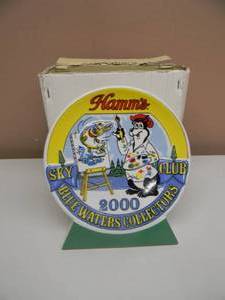 Hamm's
SKY CLUB
2000
BLUE WATERS COLLECTORS